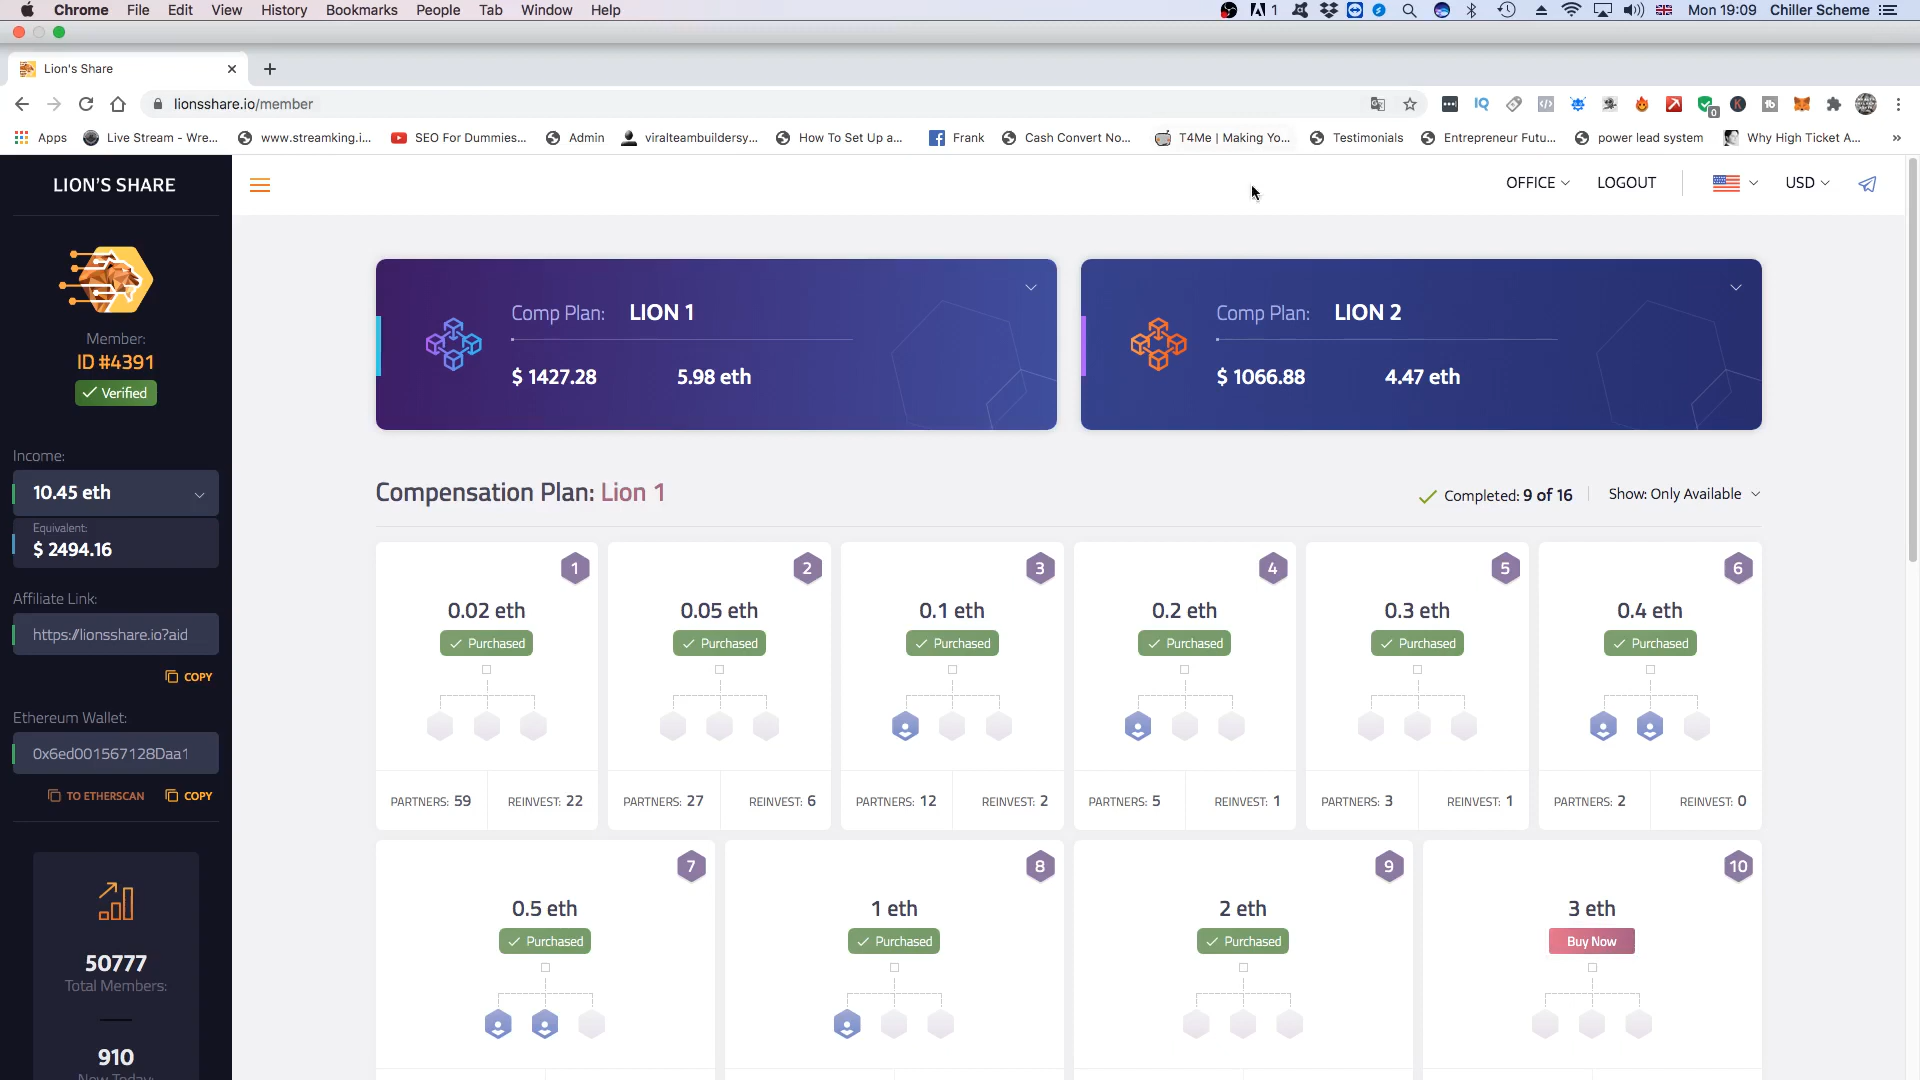 Chrome File Edit View History Bookmarks People Tab Window Help
1 Mon 19:09 Chiller Scheme
Lion's Share
lionsshare.io/member
IQ
0
K
tb
Apps Live Stream - Wre... www.streamking.i... SEO For Dummies... Admin viralteambuildersy... How To Set Up a... Frank Cash Convert No... T4Me | Making Yo... Testimonials Entrepreneur Futu... power lead system Why High Ticket A... »
LION'S SHARE
OFFICE LOGOUT USD
Member:
ID #4391
Verified
Income:
10.45 eth
Equivalent:
$ 2494.16
Affiliate Link:
https://lionsshare.io?aid
COPY
Ethereum Wallet:
0x6ed001567128Daa1
TO ETHERSCAN COPY
50777
Total Members:
910
New Today:
Comp Plan: LION 1
$ 1427.28 5.98 eth
Comp Plan: LION 2
$ 1066.88 4.47 eth
Compensation Plan: Lion 1
Completed: 9 of 16 Show: Only Available
1 2 3 4 5 6
0.02 eth 0.05 eth 0.1 eth 0.2 eth 0.3 eth 0.4 eth
Purchased Purchased Purchased Purchased Purchased Purchased
PARTNERS: 59 REINVEST: 22 PARTNERS: 27 REINVEST: 6 PARTNERS: 12 REINVEST: 2 PARTNERS: 5 REINVEST: 1 PARTNERS: 3 REINVEST: 1 PARTNERS: 2 REINVEST: 0
7 8 9 10
0.5 eth 1 eth 2 eth 3 eth
Purchased Purchased Purchased Buy Now